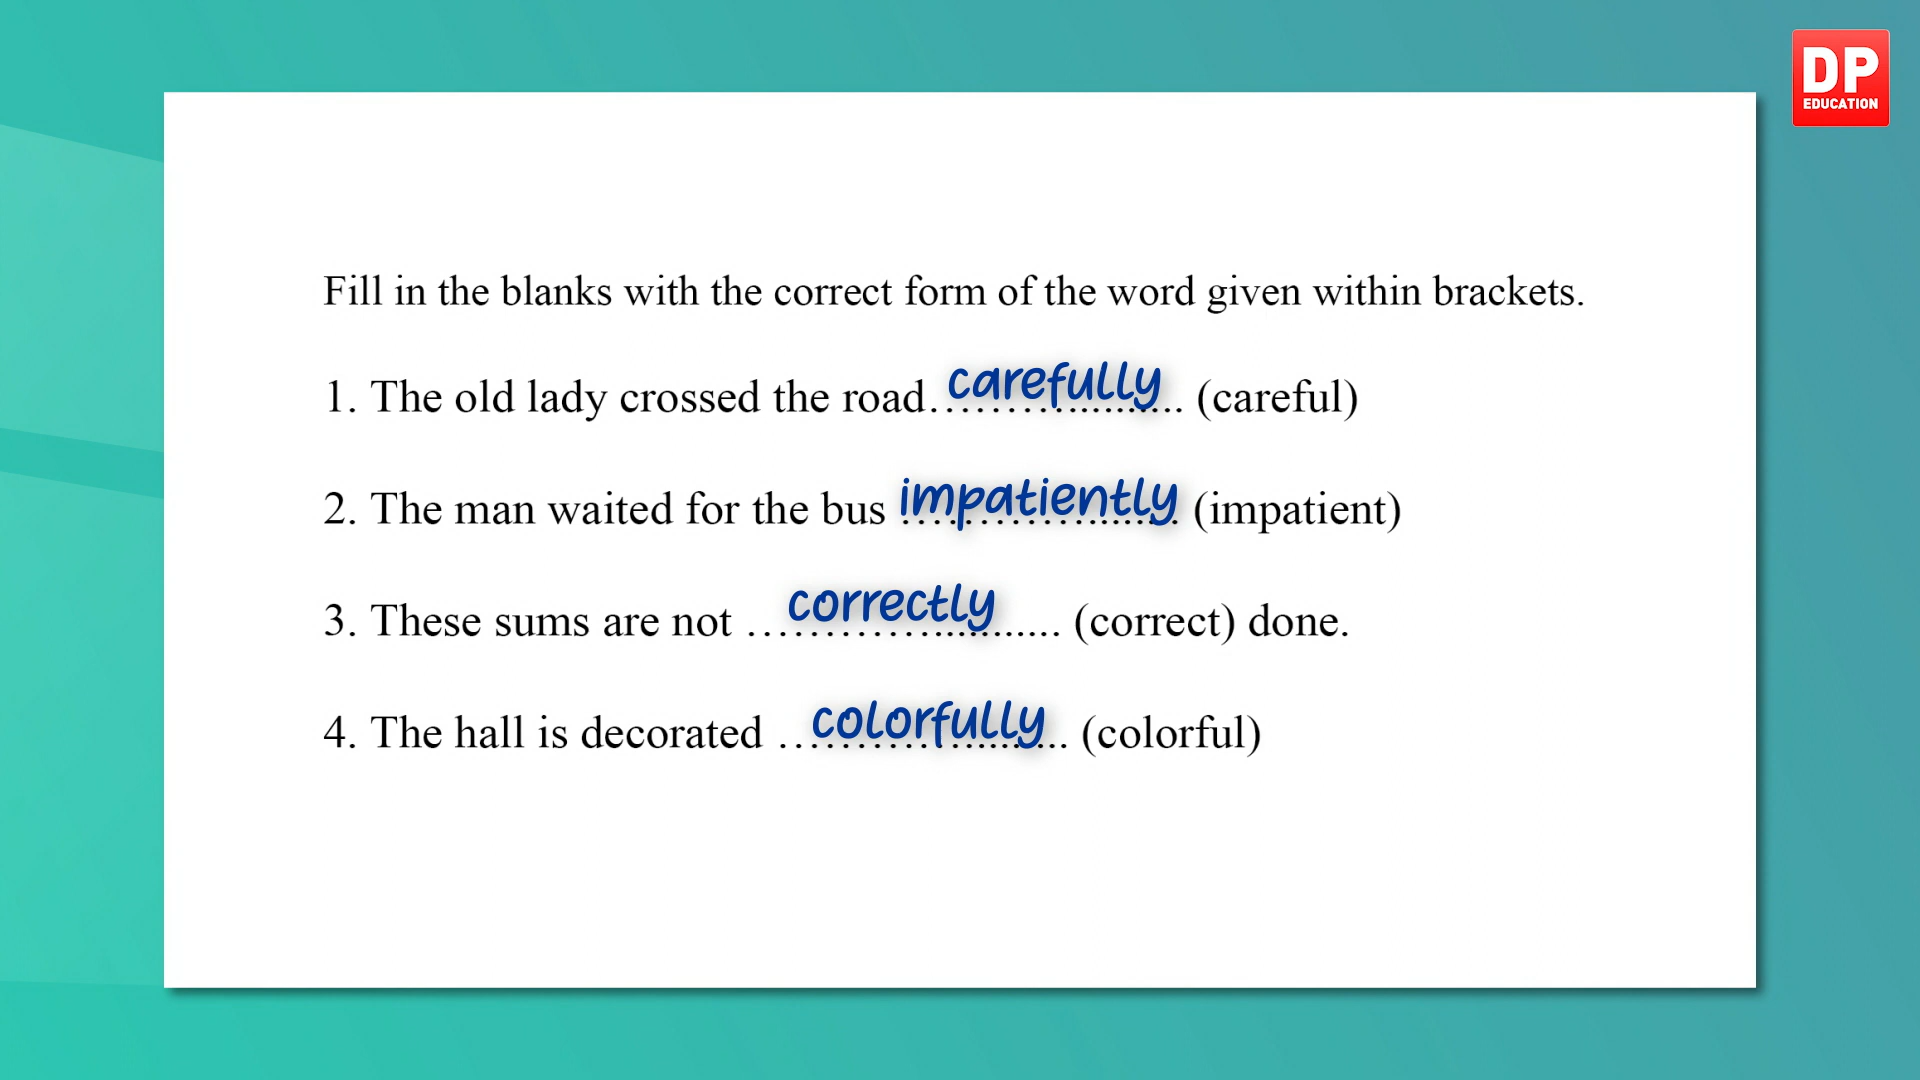 DP
EDUCATION
Fill in the blanks with the correct form of the word given within brackets.
1. The old lady crossed the road…carefully… (careful)
2. The man waited for the bus …impatiently… (impatient)
3. These sums are not …correctly… (correct) done.
4. The hall is decorated …colorfully… (colorful)